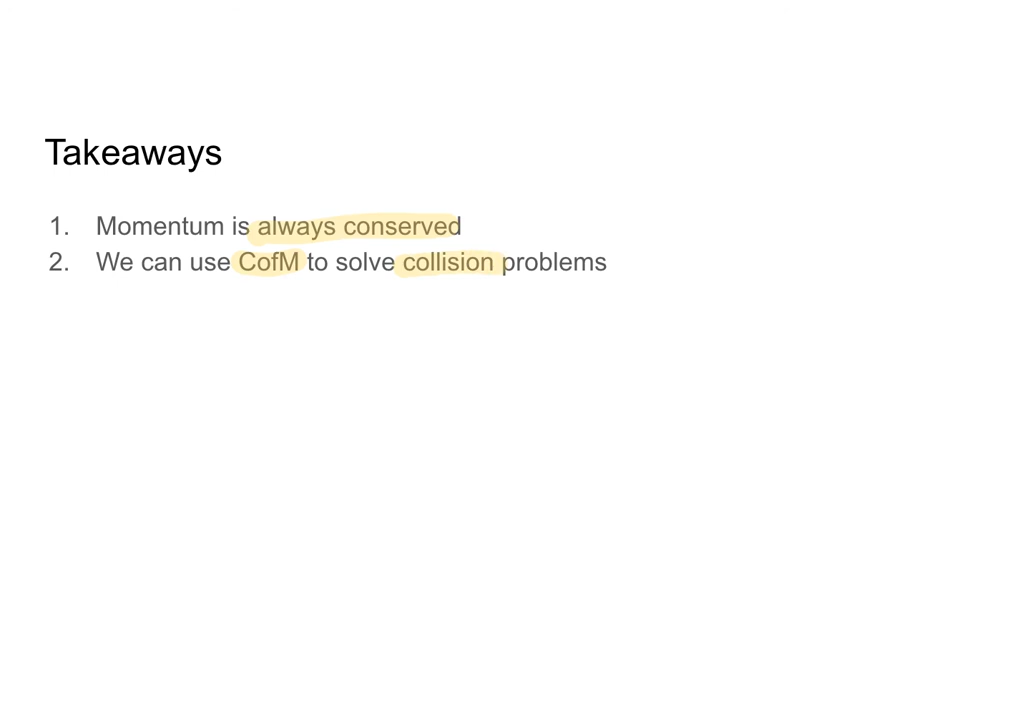 Takeaways
1. Momentum is always conserved
2. We can use CofM to solve collision problems